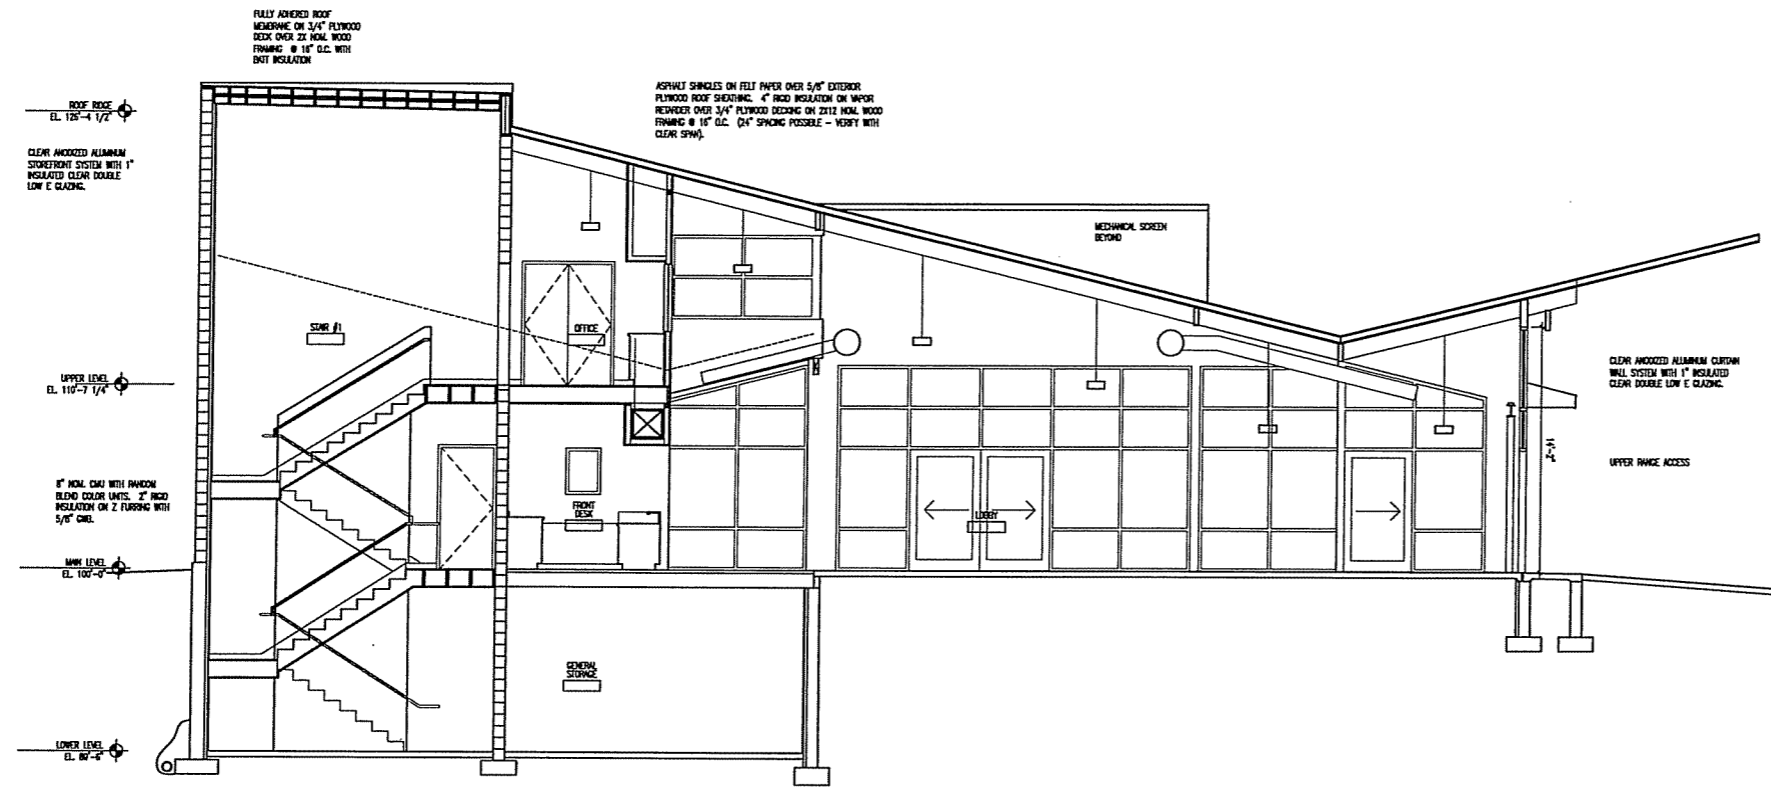 FULLY ADHERED ROOF
MEMBRANE ON 3/4" PLYWOOD
DECK OVER 2X NOM. WOOD
FRAMING @ 16" O.C. WITH
BATT INSULATION
ASPHALT SHINGLES ON FELT PAPER OVER 5/8" EXTERIOR
PLYWOOD ROOF SHEATHING. 4" RIGID INSULATION ON VAPOR
RETARDER OVER 3/4" PLYWOOD DECKING ON 2X12 NOM. WOOD
FRAMING @ 16" O.C. (24" SPACING POSSIBLE - VERIFY WITH
CLEAR SPAN).
ROOF RIDGE
EL. 126'-4 1/2"
CLEAR ANODIZED ALUMINUM
STOREFRONT SYSTEM WITH 1"
INSULATED CLEAR DOUBLE
LOW E GLAZING.
MECHANICAL SCREEN
BEYOND
STAIR #1
OFFICE
UPPER LEVEL
EL. 110'-7 1/4"
CLEAR ANODIZED ALUMINUM CURTAIN
WALL SYSTEM WITH 1" INSULATED
CLEAR DOUBLE LOW E GLAZING.
14'-2"
UPPER RANGE ACCESS
8" NOM. CMU WITH RANDOM
BLEND COLOR UNITS. 2" RIGID
INSULATION ON Z FURRING WITH
5/8" GWB.
FRONT
DESK
LOBBY
MAIN LEVEL
EL. 100'-0"
GENERAL
STORAGE
LOWER LEVEL
EL. 89'-6"